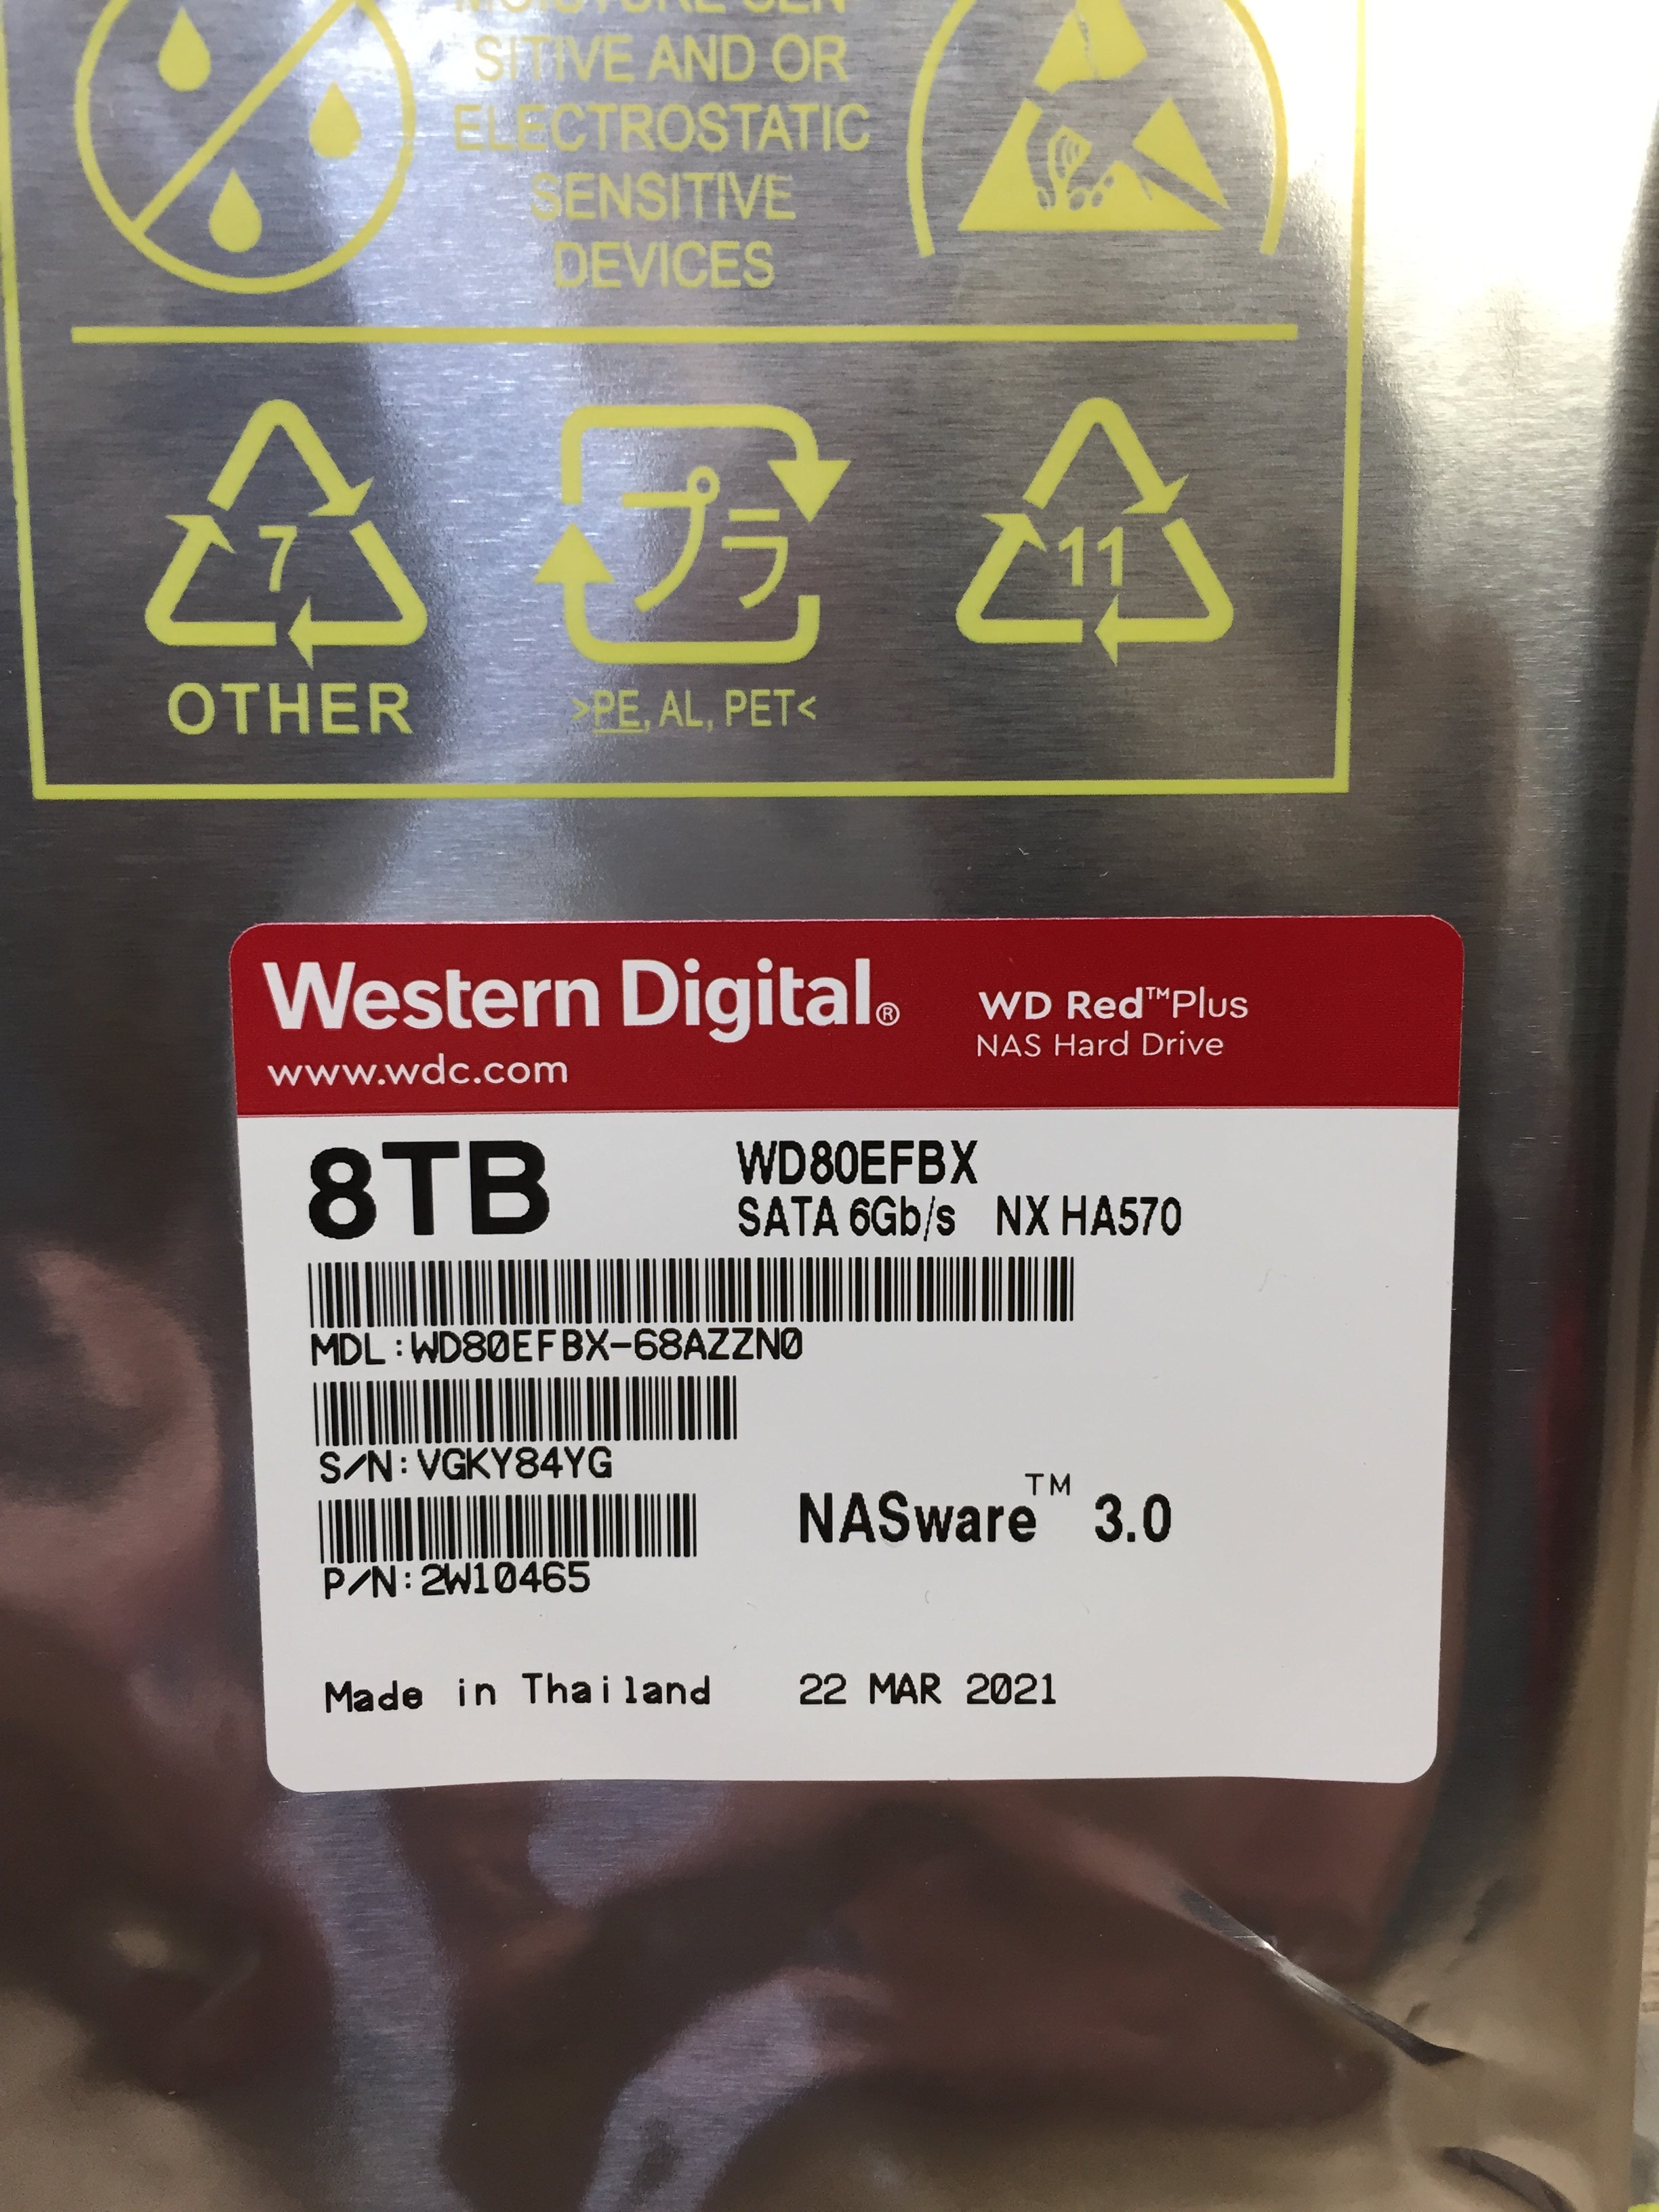 MOISTURE SEN-
SITIVE AND OR
ELECTROSTATIC
SENSITIVE
DEVICES
7
プラ
11
OTHER
>PE, AL, PET<
Western Digital®
WD Red™Plus
www.wdc.com
NAS Hard Drive
8TB
WD80EFBX
SATA 6Gb/s NX HA570
MDL:WD80EFBX-68AZZN0
S/N:VGKY84YG
P/N:2W10465
NASware™ 3.0
Made in Thailand 22 MAR 2021